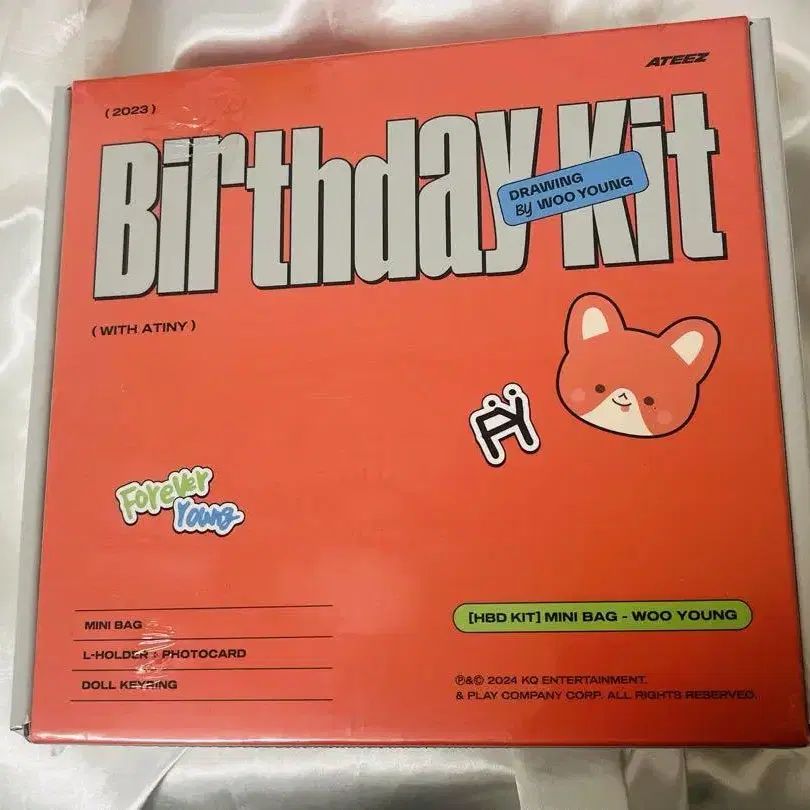 ATEEZ
( 2023 )
Birthday Kit
DRAWING
By WOO YOUNG
( WITH ATINY )
FY
Forever
Young
MINI BAG
L-HOLDER + PHOTOCARD
DOLL KEYRING
[HBD KIT] MINI BAG - WOO YOUNG
℗&© 2024 KQ ENTERTAINMENT.
& PLAY COMPANY CORP. ALL RIGHTS RESERVED.